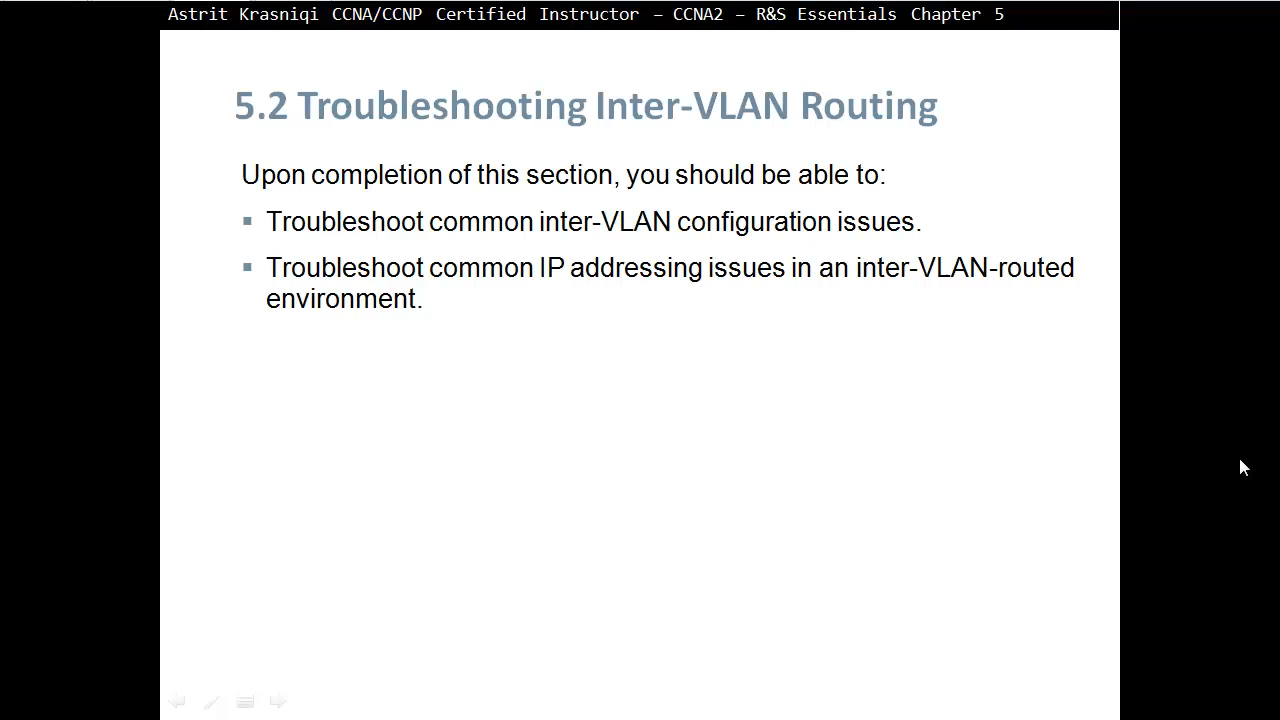 Astrit Krasniqi CCNA/CCNP Certified Instructor – CCNA2 – R&S Essentials Chapter 5
5.2 Troubleshooting Inter-VLAN Routing
Upon completion of this section, you should be able to:
▪ Troubleshoot common inter-VLAN configuration issues.
▪ Troubleshoot common IP addressing issues in an inter-VLAN-routed
environment.